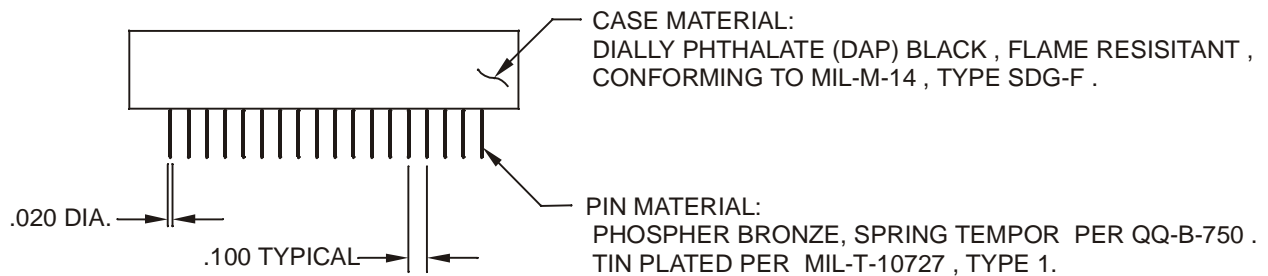 CASE MATERIAL:
DIALLY PHTHALATE (DAP) BLACK , FLAME RESISITANT ,
CONFORMING TO MIL-M-14 , TYPE SDG-F .
.020 DIA.
.100 TYPICAL
PIN MATERIAL:
PHOSPHER BRONZE, SPRING TEMPOR PER QQ-B-750 .
TIN PLATED PER MIL-T-10727 , TYPE 1.